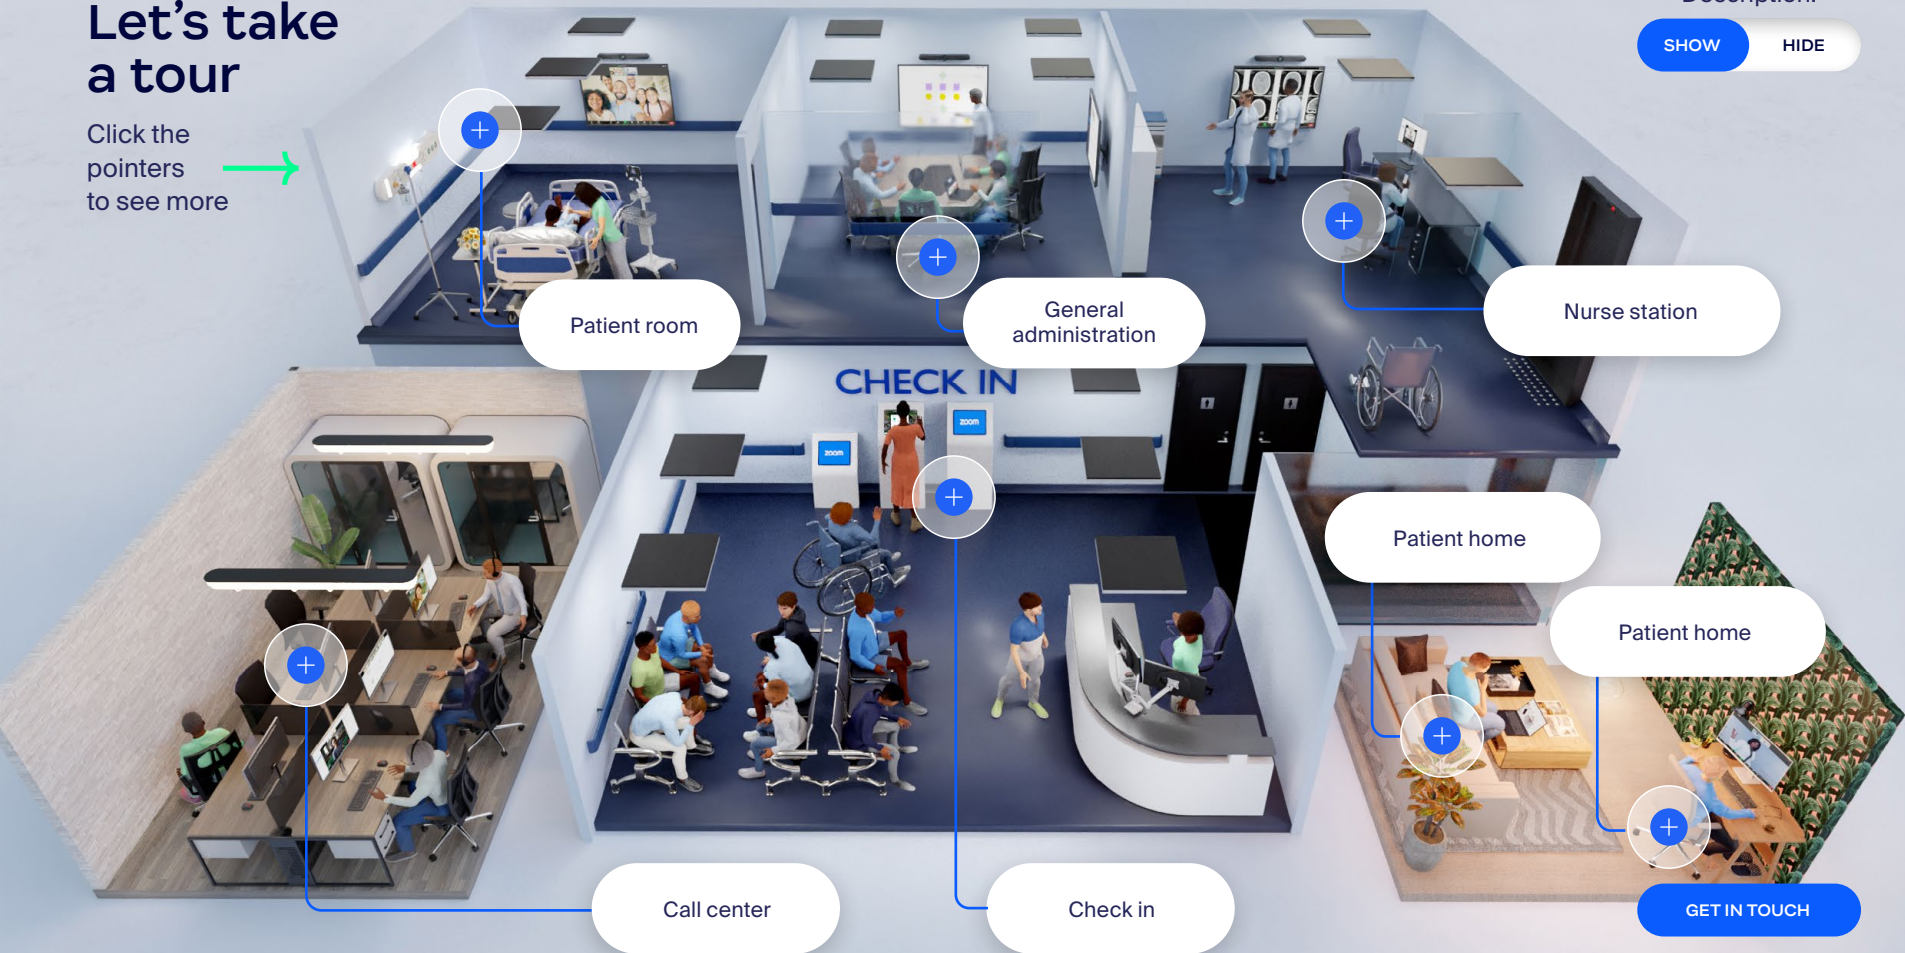 Let's take
a tour
Click the
pointers
to see more
Description:
SHOW
HIDE
Patient room
General
administration
Nurse station
CHECK IN
zoom
zoom
Patient home
Patient home
Call center
Check in
GET IN TOUCH